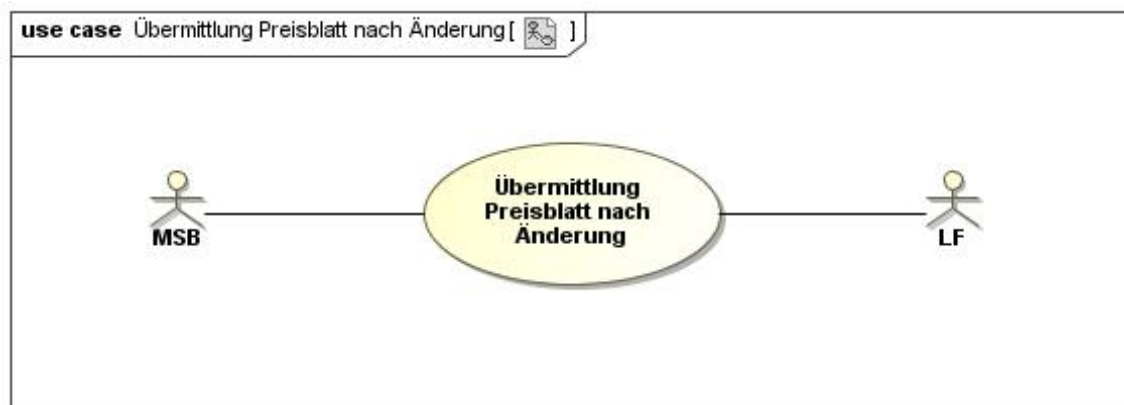 use case Übermittlung Preisblatt nach Änderung [ ]
Übermittlung
Preisblatt nach
Änderung
MSB
LF